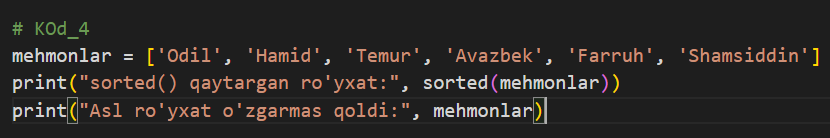 # KOd_4
mehmonlar = ['Odil', 'Hamid', 'Temur', 'Avazbek', 'Farruh', 'Shamsiddin']
print("sorted() qaytargan ro'yxat:", sorted(mehmonlar))
print("Asl ro'yxat o'zgarmas qoldi:", mehmonlar)